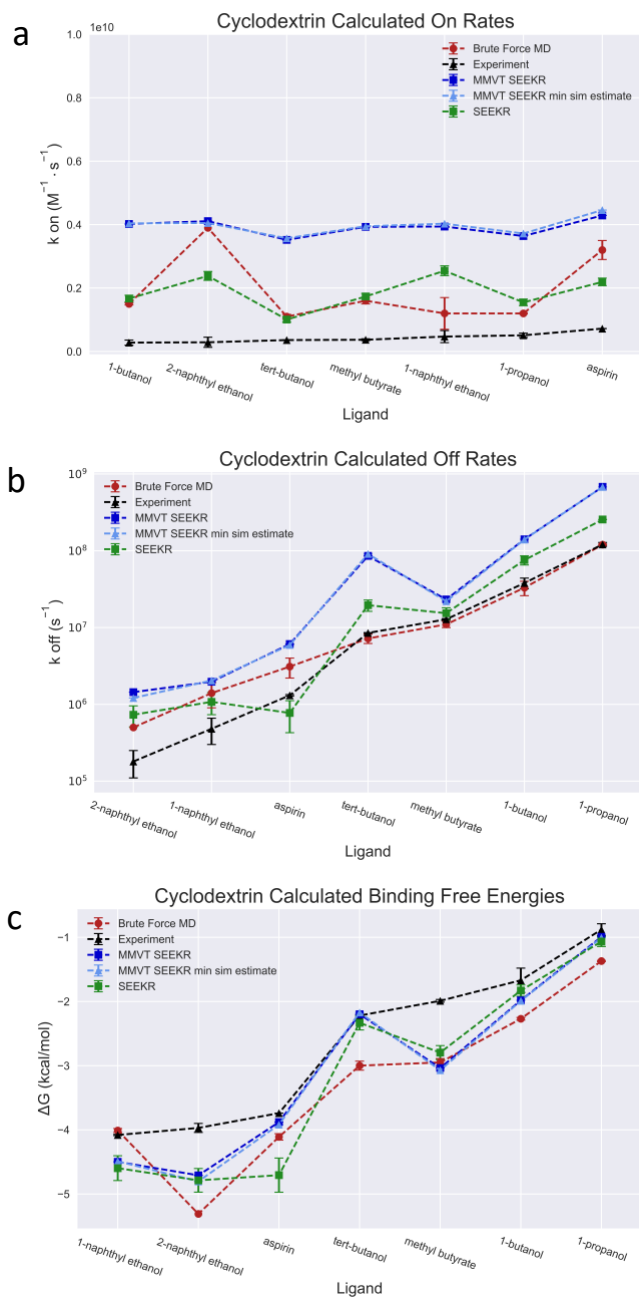 a
Cyclodextrin Calculated On Rates
1e10
1.0
0.8
0.6
0.4
0.2
0.0
k on (M⁻¹ · s⁻¹)
Brute Force MD
Experiment
MMVT SEEKR
MMVT SEEKR min sim estimate
SEEKR
1-butanol
2-naphthyl ethanol
tert-butanol
methyl butyrate
1-naphthyl ethanol
1-propanol
aspirin
Ligand
b
Cyclodextrin Calculated Off Rates
10⁹
10⁸
10⁷
10⁶
10⁵
k off (s⁻¹)
Brute Force MD
Experiment
MMVT SEEKR
MMVT SEEKR min sim estimate
SEEKR
2-naphthyl ethanol
1-naphthyl ethanol
aspirin
tert-butanol
methyl butyrate
1-butanol
1-propanol
Ligand
c
Cyclodextrin Calculated Binding Free Energies
−1
−2
−3
−4
−5
ΔG (kcal/mol)
Brute Force MD
Experiment
MMVT SEEKR
MMVT SEEKR min sim estimate
SEEKR
1-naphthyl ethanol
2-naphthyl ethanol
aspirin
tert-butanol
methyl butyrate
1-butanol
1-propanol
Ligand